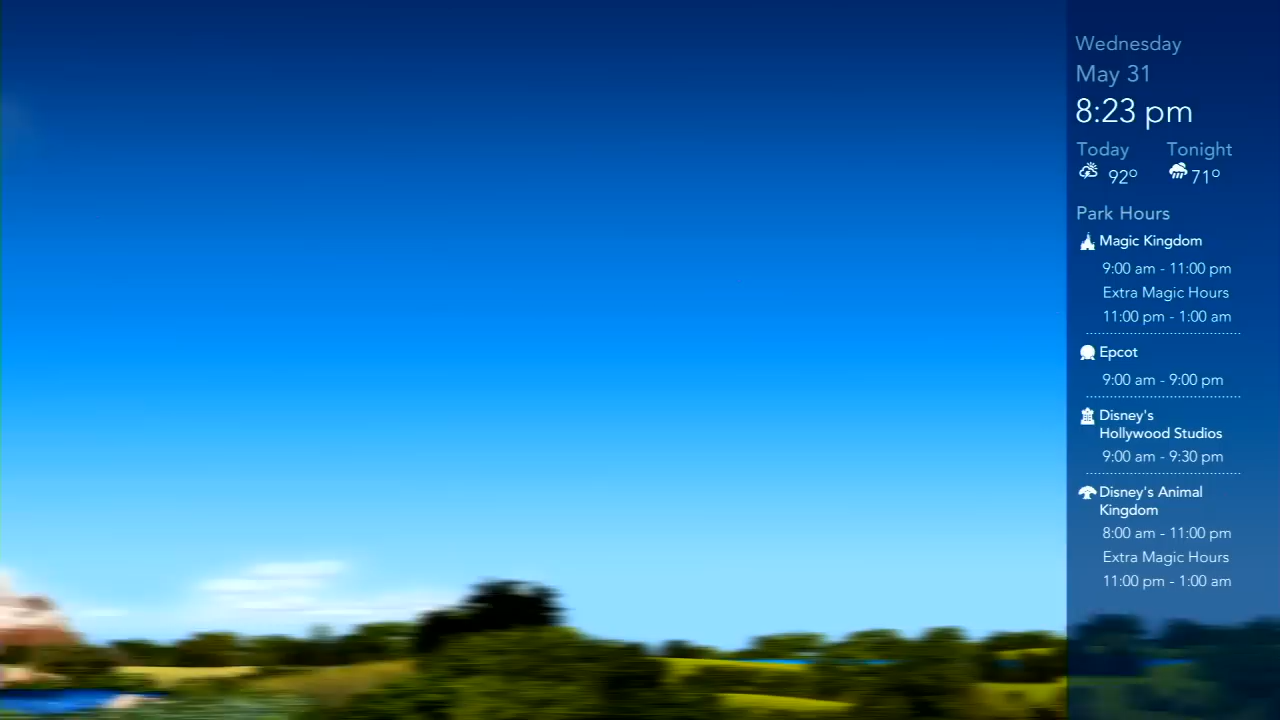 Wednesday
May 31
8:23 pm
Today Tonight
92° 71°
Park Hours
Magic Kingdom
9:00 am - 11:00 pm
Extra Magic Hours
11:00 pm - 1:00 am
Epcot
9:00 am - 9:00 pm
Disney's
Hollywood Studios
9:00 am - 9:30 pm
Disney's Animal
Kingdom
8:00 am - 11:00 pm
Extra Magic Hours
11:00 pm - 1:00 am